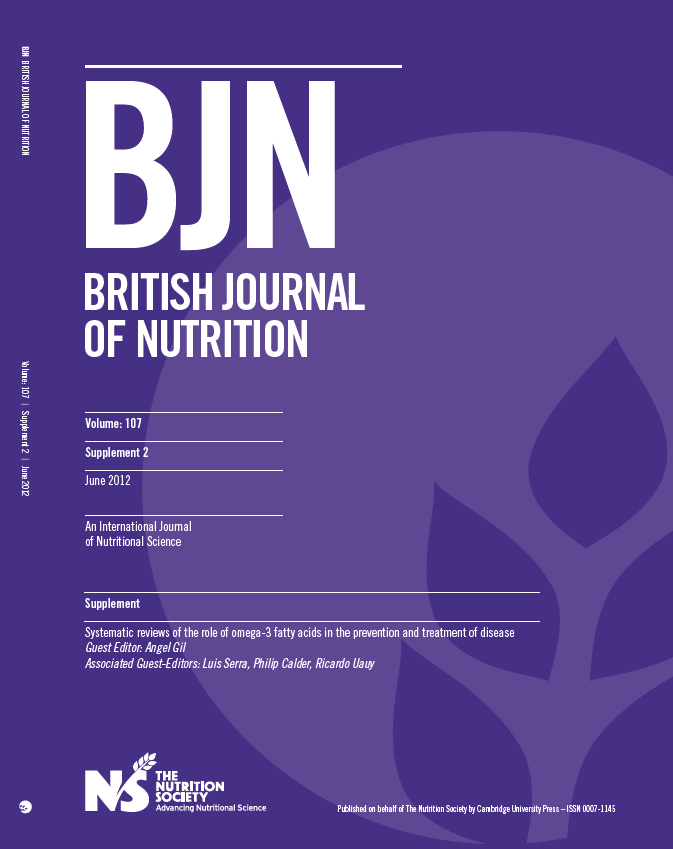 BJN BRITISH JOURNAL OF NUTRITION
Volume: 107 | Supplement 2 | June 2012
BJN
BRITISH JOURNAL
OF NUTRITION
Volume: 107
Supplement 2
June 2012
An International Journal
of Nutritional Science
Supplement
Systematic reviews of the role of omega-3 fatty acids in the prevention and treatment of disease
Guest Editor: Angel Gil
Associated Guest-Editors: Luis Serra, Philip Calder, Ricardo Uauy
NS
THE
NUTRITION
SOCIETY
Advancing Nutritional Science
Published on behalf of The Nutrition Society by Cambridge University Press – ISSN 0007-1145